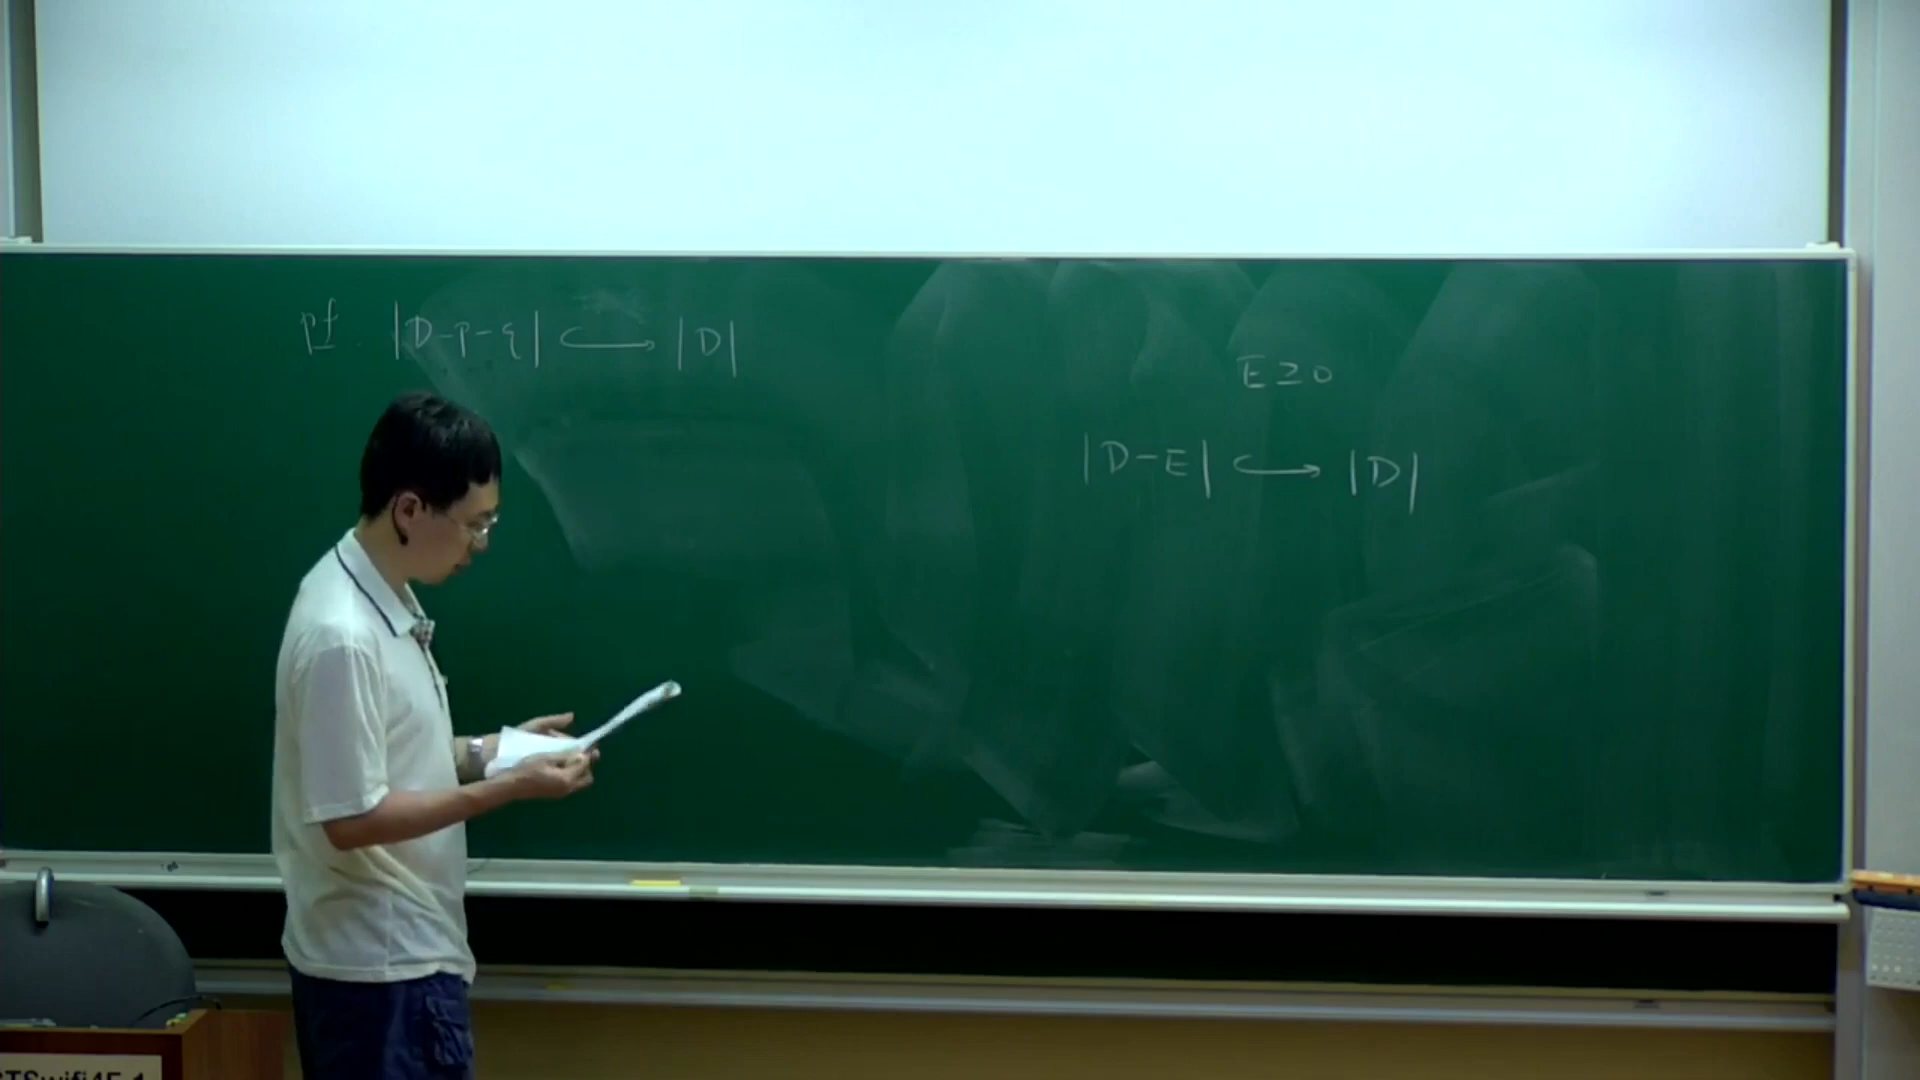 pf. |D-p-q| ↪ |D|
E ≥ 0
|D-E| ↪ |D|